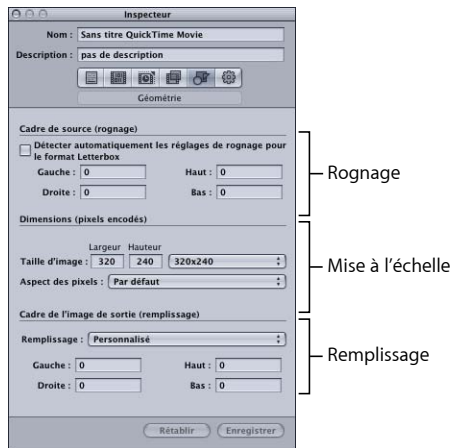 Inspecteur
Nom : Sans titre QuickTime Movie
Description : pas de description
Géométrie
Cadre de source (rognage)
Détecter automatiquement les réglages de rognage pour
le format Letterbox
Gauche : 0 Haut : 0
Droite : 0 Bas : 0
Rognage
Dimensions (pixels encodés)
Largeur Hauteur
Taille d'image : 320 240 320x240
Aspect des pixels : Par défaut
Mise à l'échelle
Cadre de l'image de sortie (remplissage)
Remplissage : Personnalisé
Gauche : 0 Haut : 0
Droite : 0 Bas : 0
Remplissage
Rétablir Enregistrer